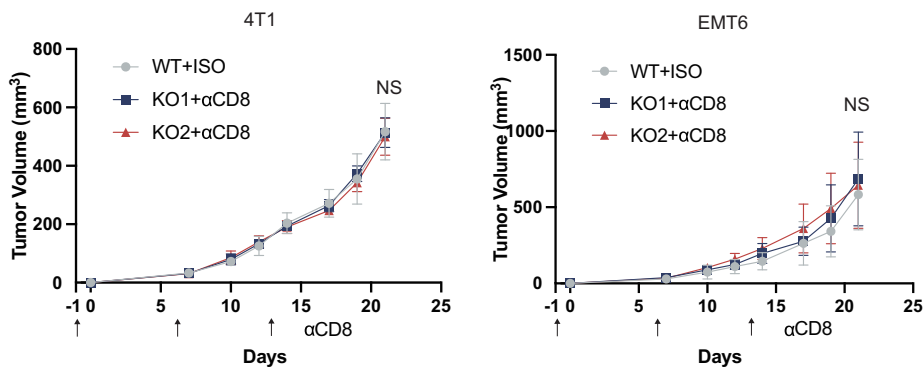 4T1
800
600
400
200
0
Tumor Volume (mm³)
WT+ISO
KO1+αCD8
KO2+αCD8
NS
-1 0 5 10 15 20 25
↑ ↑ ↑ αCD8
Days
EMT6
1500
1000
500
0
Tumor Volume (mm³)
WT+ISO
KO1+αCD8
KO2+αCD8
NS
-1 0 5 10 15 20 25
↑ ↑ ↑ αCD8
Days